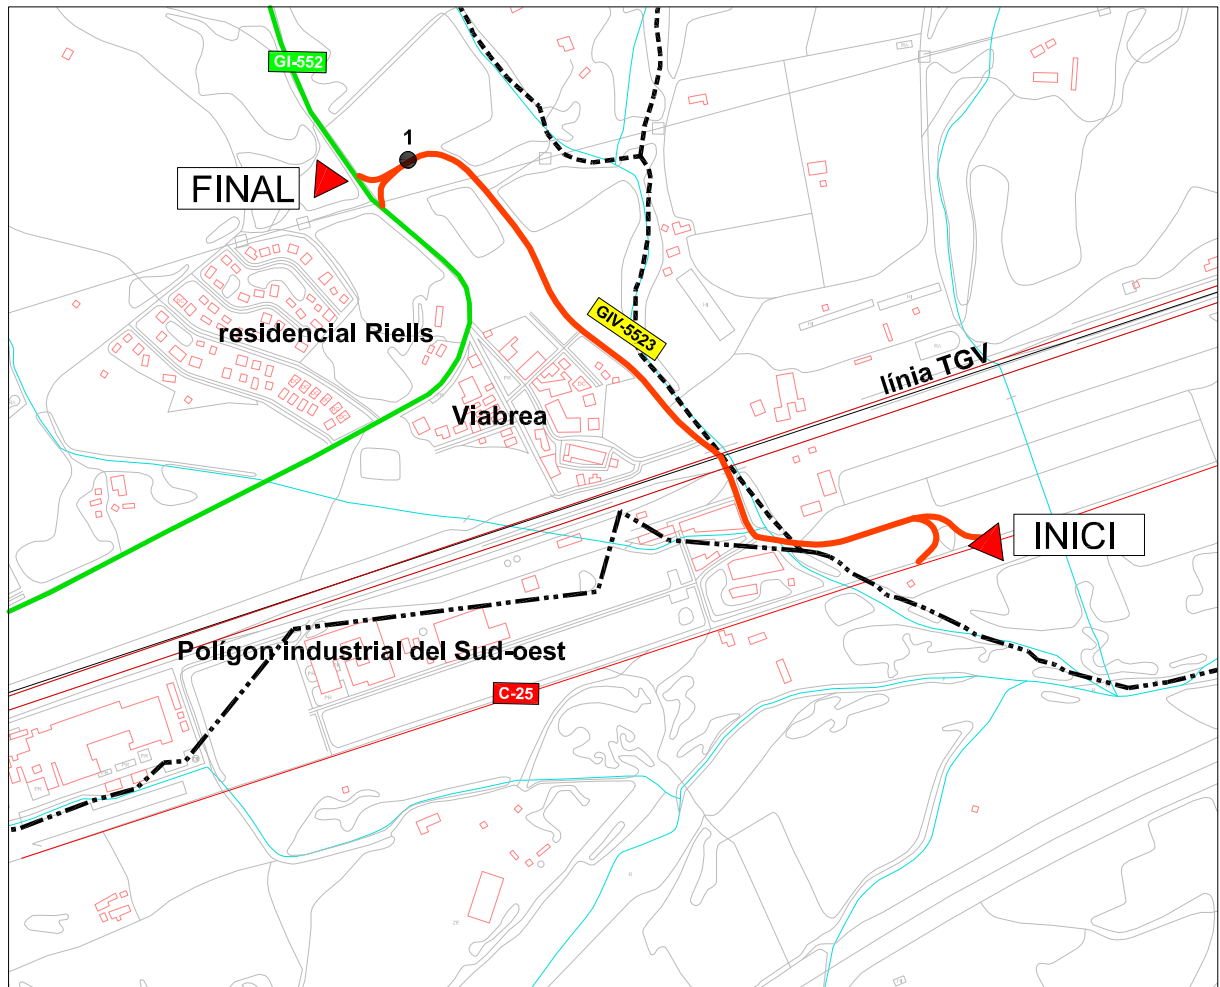 GI-552
1
FINAL
GIV-5523
residencial Riells
línia TGV
Viabrea
INICI
Polígon industrial del Sud-oest
C-25